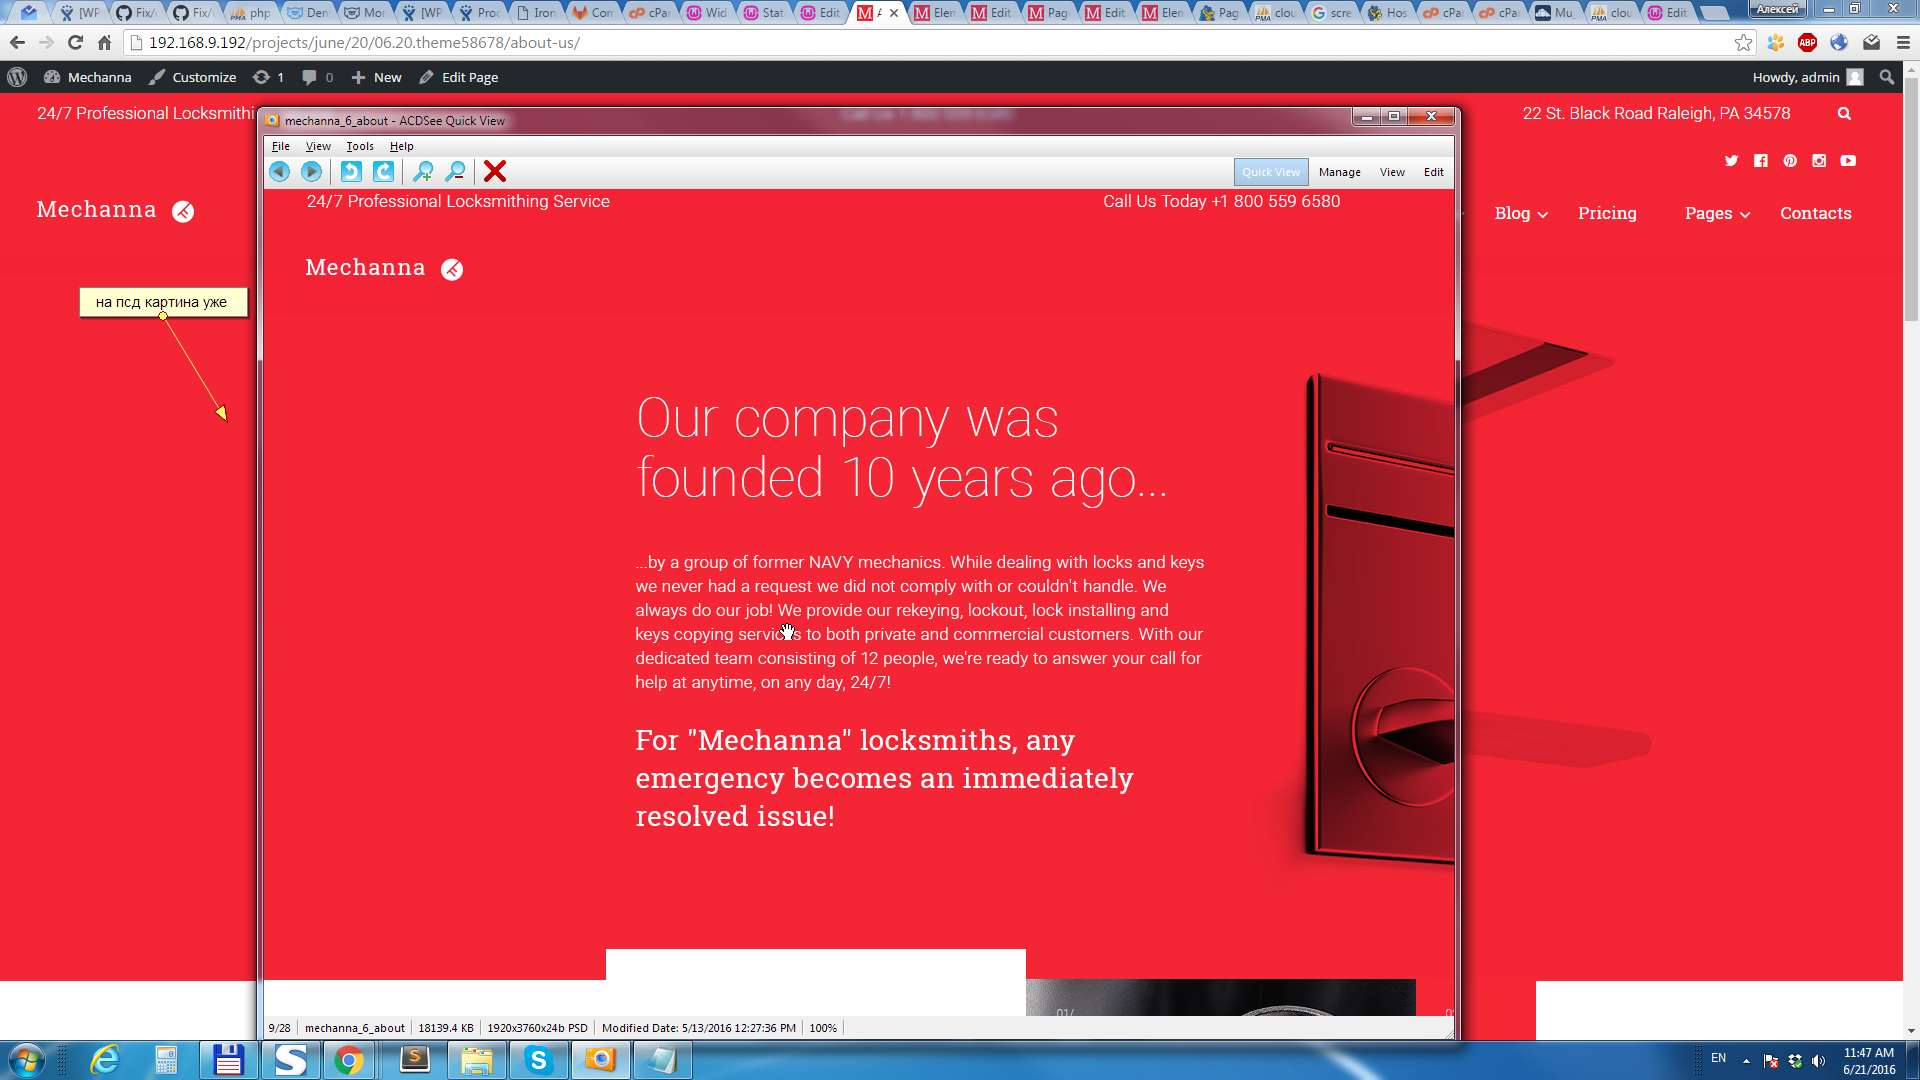 [WP
Fix/
Fix/
php
Den
Mor
[WP
Proc
Iron
Con
cPa
Wid
Stat
Edit
Elen
Edit
Pag
Edit
Elen
Pag
clou
scre
Hos
cPa
cPa
Mu_
clou
Edit
Алексей
192.168.9.192/projects/june/20/06.20.theme58678/about-us/
ABP
Mechanna
Customize
1
0
New
Edit Page
Howdy, admin
24/7 Professional Locksmithi
22 St. Black Road Raleigh, PA 34578
Mechanna
Blog
Pricing
Pages
Contacts
на псд картина уже
mechanna_6_about - ACDSee Quick View
File
View
Tools
Help
Quick View
Manage
View
Edit
24/7 Professional Locksmithing Service
Call Us Today +1 800 559 6580
Mechanna
Our company was
founded 10 years ago...
...by a group of former NAVY mechanics. While dealing with locks and keys
we never had a request we did not comply with or couldn't handle. We
always do our job! We provide our rekeying, lockout, lock installing and
keys copying services to both private and commercial customers. With our
dedicated team consisting of 12 people, we're ready to answer your call for
help at anytime, on any day, 24/7!
For "Mechanna" locksmiths, any
emergency becomes an immediately
resolved issue!
01/
9/28
mechanna_6_about
18139.4 KB
1920x3760x24b PSD
Modified Date: 5/13/2016 12:27:36 PM
100%
EN
11:47 AM
6/21/2016